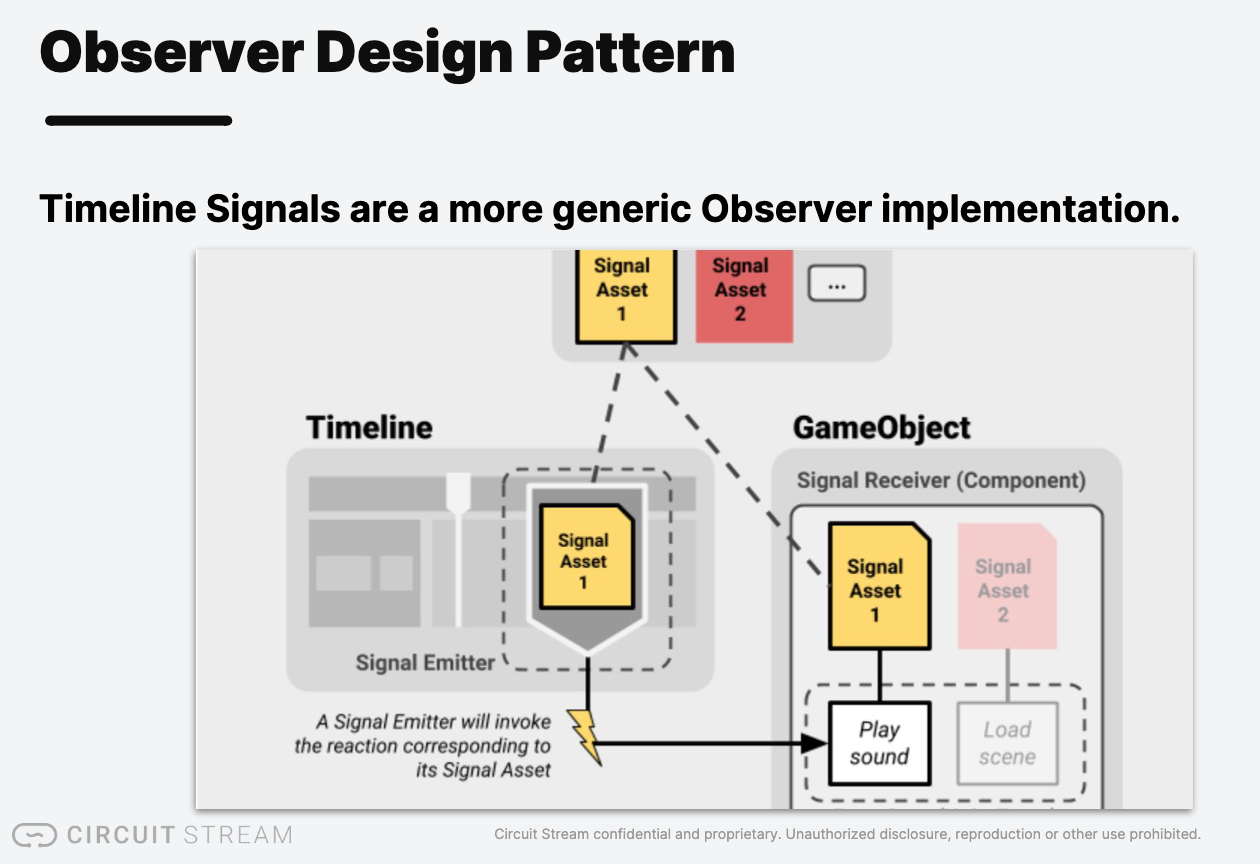 Observer Design Pattern
Timeline Signals are a more generic Observer implementation.
Signal
Asset
1
Signal
Asset
2
...
Timeline
Signal
Asset
1
Signal Emitter
A Signal Emitter will invoke
the reaction corresponding to
its Signal Asset
GameObject
Signal Receiver (Component)
Signal
Asset
1
Signal
Asset
2
Play
sound
Load
scene
CIRCUIT STREAM
Circuit Stream confidential and proprietary. Unauthorized disclosure, reproduction or other use prohibited.